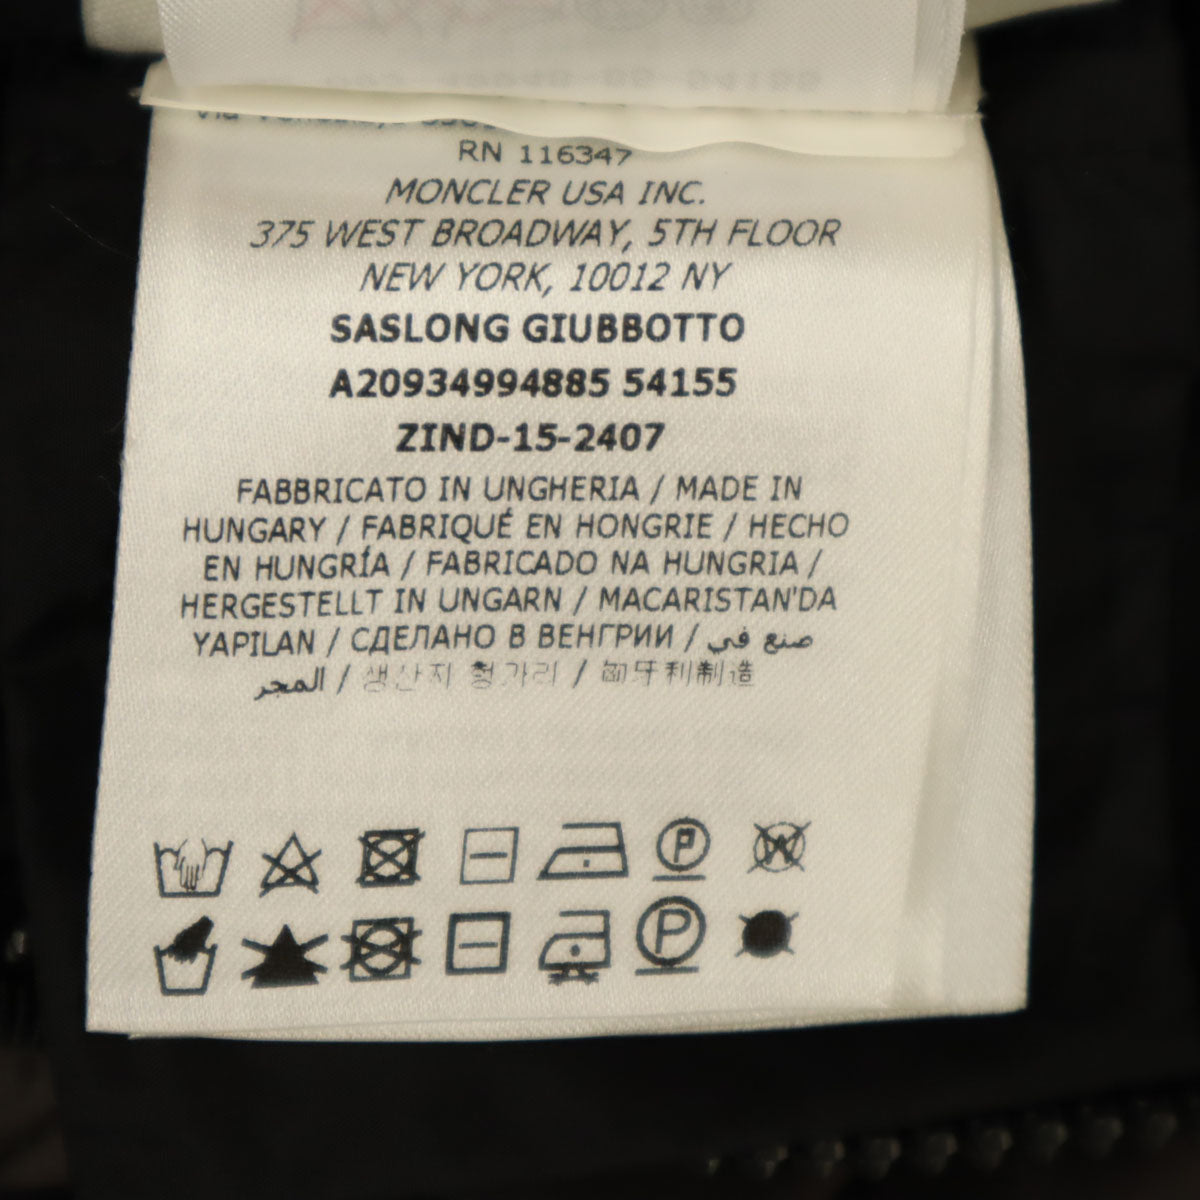 RN 116347
MONCLER USA INC.
375 WEST BROADWAY, 5TH FLOOR
NEW YORK, 10012 NY
SASLONG GIUBBOTTO
A20934994885 54155
ZIND-15-2407
FABBRICATO IN UNGHERIA / MADE IN
HUNGARY / FABRIQUÉ EN HONGRIE / HECHO
EN HUNGRÍA / FABRICADO NA HUNGRIA /
HERGESTELLT IN UNGARN / MACARISTAN'DA
YAPILAN / СДЕЛАНО В ВЕНГРИИ / صنع في
المجر / 생산지 헝가리 / 匈牙利制造
P W
P